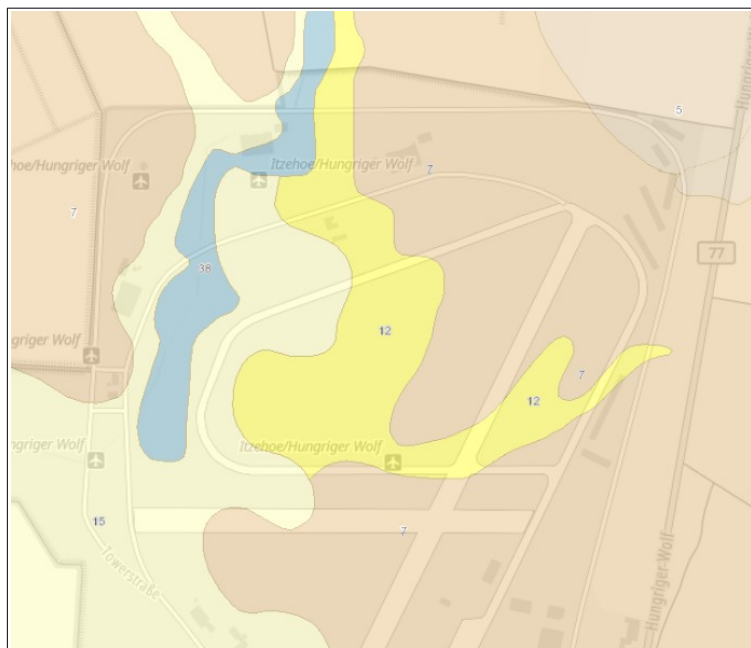 Hungriger-W
5
hoe/Hungriger Wolf
Itzehoe/Hungriger Wolf
7
7
77
38
12
Hungriger Wolf
7
12
ngriger Wolf
Itzehoe/Hungriger Wolf
15
7
Towerstraße
Hungriger-Wolf